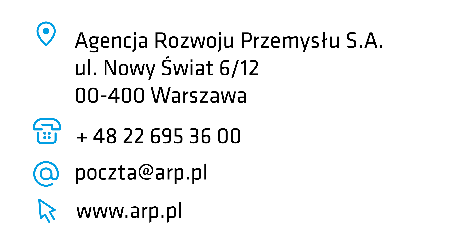 Agencja Rozwoju Przemysłu S.A.
ul. Nowy Świat 6/12
00-400 Warszawa
+ 48 22 695 36 00
poczta@arp.pl
www.arp.pl